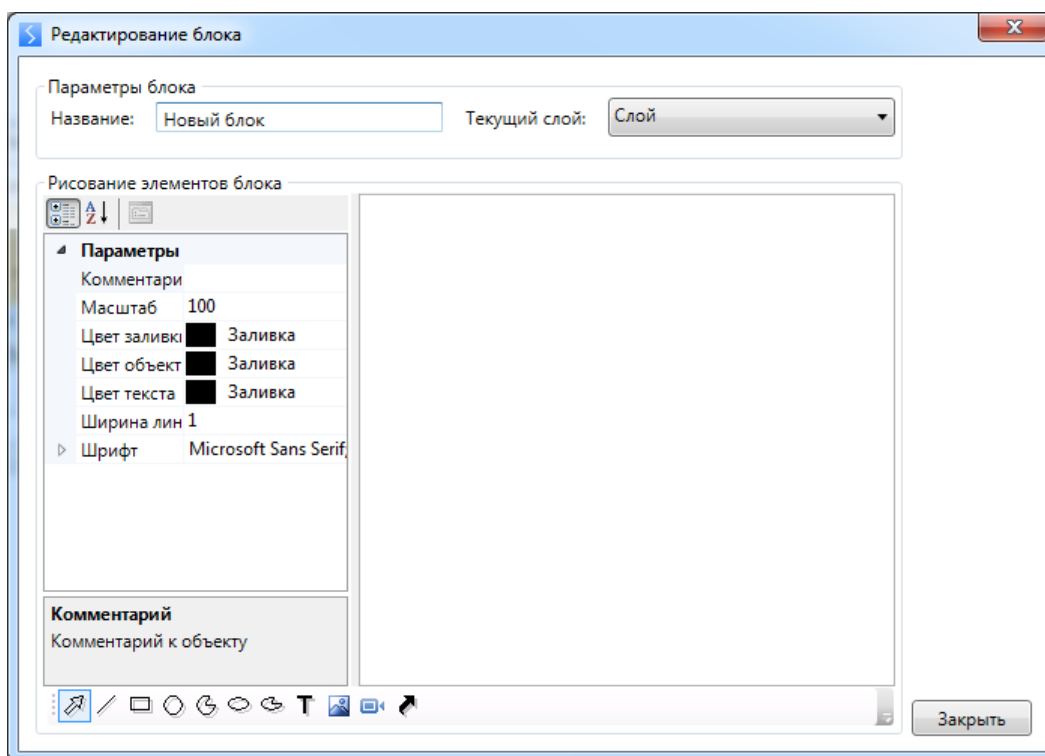 Редактирование блока
Параметры блока
Название: Новый блок Текущий слой: Слой
Рисование элементов блока
Параметры
Комментари
Масштаб 100
Цвет заливк Заливка
Цвет объект Заливка
Цвет текста Заливка
Ширина лин 1
Шрифт Microsoft Sans Serif;
Комментарий
Комментарий к объекту
Закрыть